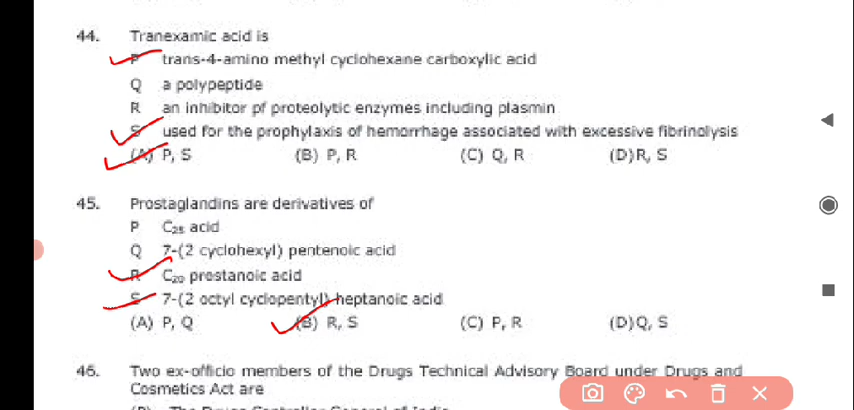 44. Tranexamic acid is
P trans-4-amino methyl cyclohexane carboxylic acid
Q a polypeptide
R an inhibitor pf proteolytic enzymes including plasmin
S used for the prophylaxis of hemorrhage associated with excessive fibrinolysis
(A) P, S (B) P, R (C) Q, R (D)R, S
45. Prostaglandins are derivatives of
P C₂₅ acid
Q 7-(2 cyclohexyl) pentenoic acid
R C₂₀ prostanoic acid
S 7-(2 octyl cyclopentyl) heptanoic acid
(A) P, Q (B) R, S (C) P, R (D)Q, S
46. Two ex-officio members of the Drugs Technical Advisory Board under Drugs and
Cosmetics Act are